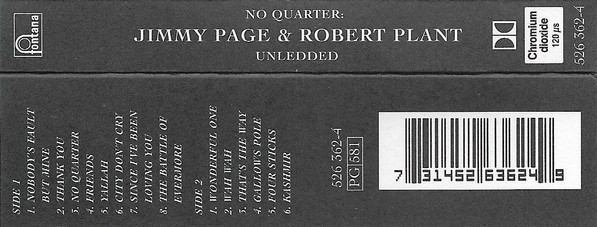 fontana
NO QUARTER:
JIMMY PAGE & ROBERT PLANT
UNLEDDED
Chromium
dioxide
120 µs
526 362-4
SIDE 1
1. NOBODY'S FAULT
BUT MINE
2. THANK YOU
3. NO QUARTER
4. FRIENDS
5. YALLAH
6. CITY DON'T CRY
7. SINCE I'VE BEEN
LOVING YOU
8. THE BATTLE OF
EVERMORE
SIDE 2
1. WONDERFUL ONE
2. WAH WAH
3. THAT'S THE WAY
4. GALLOWS POLE
5. FOUR STICKS
6. KASHMIR
526 362-4
PG 581
7 31452 63624 9